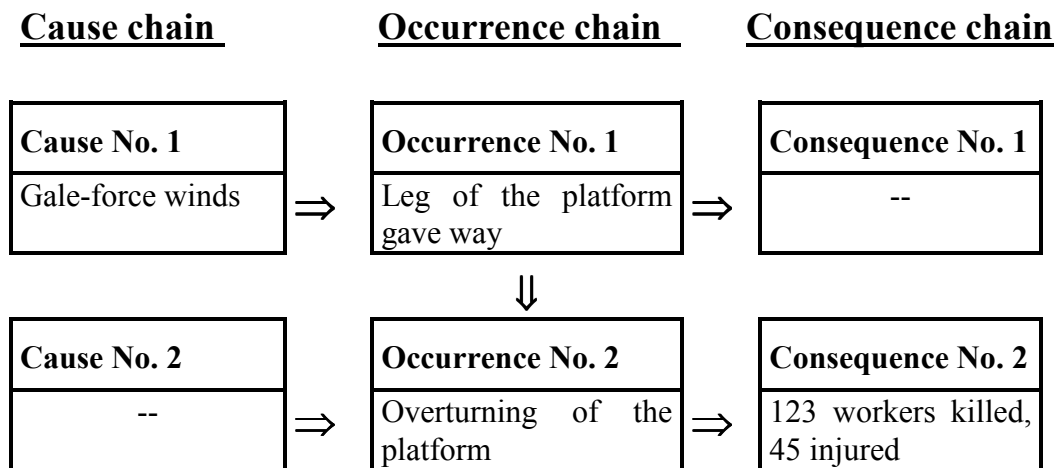 Cause chain
Occurrence chain
Consequence chain
Cause No. 1
Occurrence No. 1
Consequence No. 1
Gale-force winds
⇒
Leg of the platform
gave way
⇒
--
⇓
Cause No. 2
Occurrence No. 2
Consequence No. 2
--
⇒
Overturning of the
platform
⇒
123 workers killed,
45 injured